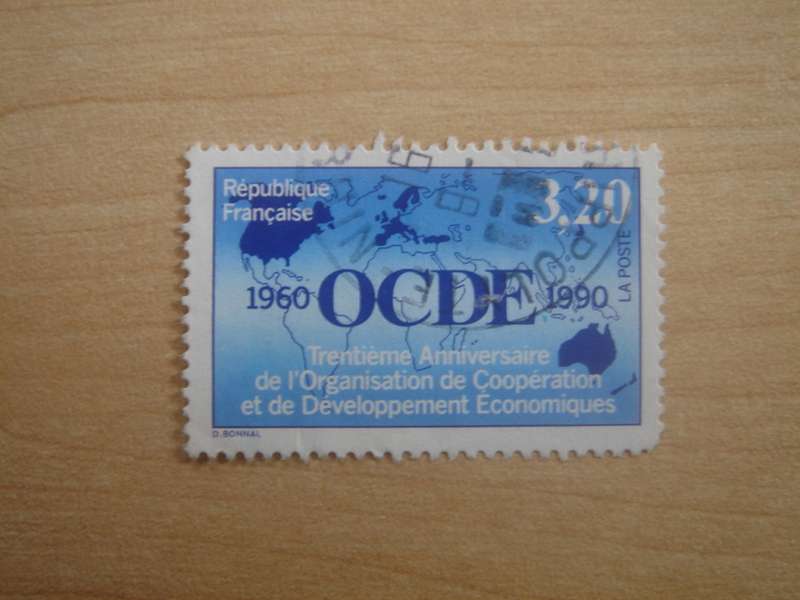 République
Française
3,20
LA POSTE
1960 OCDE 1990
Trentième Anniversaire
de l'Organisation de Coopération
et de Développement Économiques
D.BONNAL